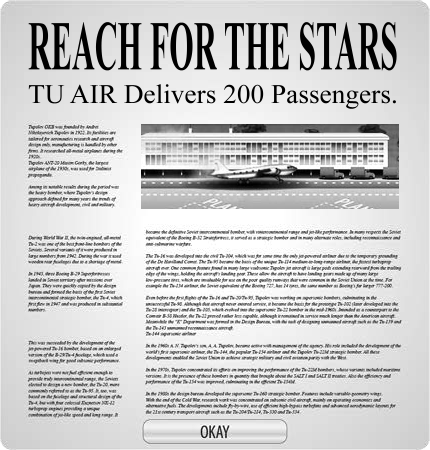 REACH FOR THE STARS
TU AIR Delivers 200 Passengers.
Tupolev OKB was founded by Andrei
Nikolayevich Tupolev in 1922. Its facilities are
tailored for aeronautics research and aircraft
design only, manufacturing is handled by other
firms. It researched all-metal airplanes during the
1920s.
Tupolev ANT-20 Maxim Gorky, the largest
airplane of the 1930s, was used for Stalinist
propaganda.
Among its notable results during the period was
the heavy bomber, where Tupolev's design
approach defined for many years the trends of
heavy aircraft development, civil and military.
During World War II, the twin-engined, all-metal
Tu-2 was one of the best front-line bombers of the
Soviets. Several variants of it were produced in
large numbers from 1942. During the war it used
wooden rear fuselages due to a shortage of metal.
In 1945, three Boeing B-29 Superfortresses
landed in Soviet territory after missions over
Japan. They were quickly copied by the design
bureau and formed the basis of the first Soviet
intercontinental strategic bomber, the Tu-4, which
first flew in 1947 and was produced in substantial
numbers.
This was succeeded by the development of the
jet-powered Tu-16 bomber, based on an enlarged
version of the B-29/Tu-4 fuselage, which used a
sweptback wing for good subsonic performance.
As turbojets were not fuel efficient enough to
provide truly intercontinental range, the Soviets
elected to design a new bomber, the Tu-20, more
commonly referred to as the Tu-95. It, too, was
based on the fuselage and structural design of the
Tu-4, but with four colossal Kuznetsov NK-12
turboprop engines providing a unique
combination of jet-like speed and long range. It
became the definitive Soviet intercontinental bomber, with intercontinental range and jet-like performance. In many respects the Soviet
equivalent of the Boeing B-52 Stratofortress, it served as a strategic bomber and in many alternate roles, including reconnaissance and
anti-submarine warfare.
The Tu-16 was developed into the civil Tu-104, which was for some time the only jet-powered airline due to the temporary grounding
of the De Havilland Comet. The Tu-95 became the basis of the unique Tu-114 medium-to-long-range airliner, the fastest turboprop
aircraft ever. One common feature found in many large subsonic Tupolev jet aircraft is large pods extending rearward from the trailing
edge of the wings, holding the aircraft's landing gear. These allowed the aircraft to have landing gears made up of many large
low-pressure tires, which are invaluable for use on the poor quality runways that were common in the Soviet Union at the time. For
example the Tu-154 airliner, the Soviet equivalent of the Boeing 727, has 14 tyres, the same number as Boeing's far larger 777-200.
Even before the first flights of the Tu-16 and Tu-20/Tu-95, Tupolev was working on supersonic bombers, culminating in the
unsuccessful Tu-98. Although that aircraft never entered service, it became the basis for the prototype Tu-102 (later developed into the
Tu-28 interceptor) and the Tu-105, which evolved into the supersonic Tu-22 bomber in the mid-1960s. Intended as a counterpart to the
Convair B-58 Hustler, the Tu-22 proved rather less capable, although it remained in service much longer than the American aircraft.
Meanwhile the "K" Department was formed in the Design Bureau, with the task of designing unmanned aircraft such as the Tu-139 and
the Tu-143 unmanned reconnaissance aircraft.
Tu-144 supersonic airliner
In the 1960s A. N. Tupolev's son, A. A. Tupolev, became active with management of the agency. His role included the development of the
world's first supersonic airliner, the Tu-144, the popular Tu-154 airliner and the Tupolev Tu-22M strategic bomber. All these
developments enabled the Soviet Union to achieve strategic military and civil aviation parity with the West.
In the 1970s, Tupolev concentrated its efforts on improving the performance of the Tu-22M bombers, whose variants included maritime
versions. It is the presence of these bombers in quantity that brought about the SALT I and SALT II treaties. Also the efficiency and
performance of the Tu-154 was improved, culminating in the efficient Tu-154M.
In the 1980s the design bureau developed the supersonic Tu-160 strategic bomber. Features include variable-geometry wings.
With the end of the Cold War, research work was concentrated on subsonic civil aircraft, mainly on operating economics and
alternative fuels. The developments include fly-by-wire, use of efficient high-bypass turbofans and advanced aerodynamic layouts for
the 21st century transport aircraft such as the Tu-204/Tu-214, Tu-330 and Tu-334.
OKAY